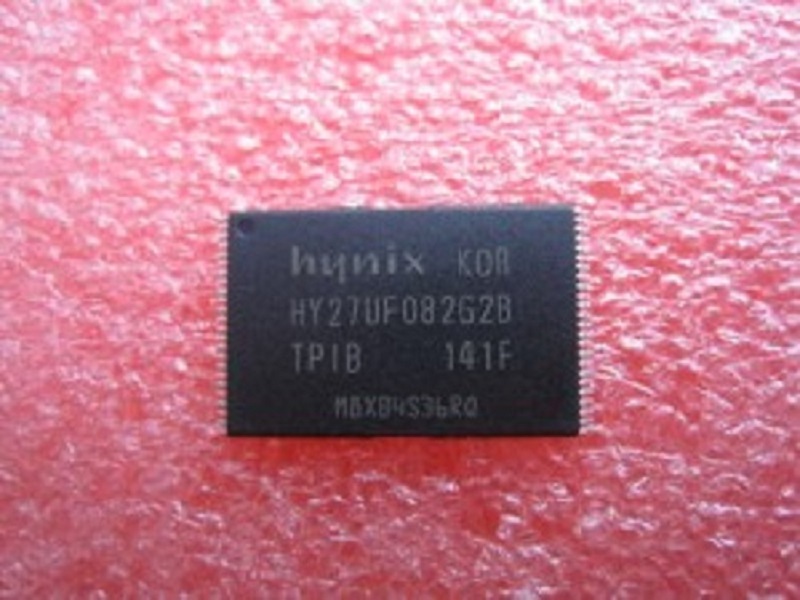 hynix KOR
HY27UF082G2B
TPIB 141F
MBXB4S36RQ